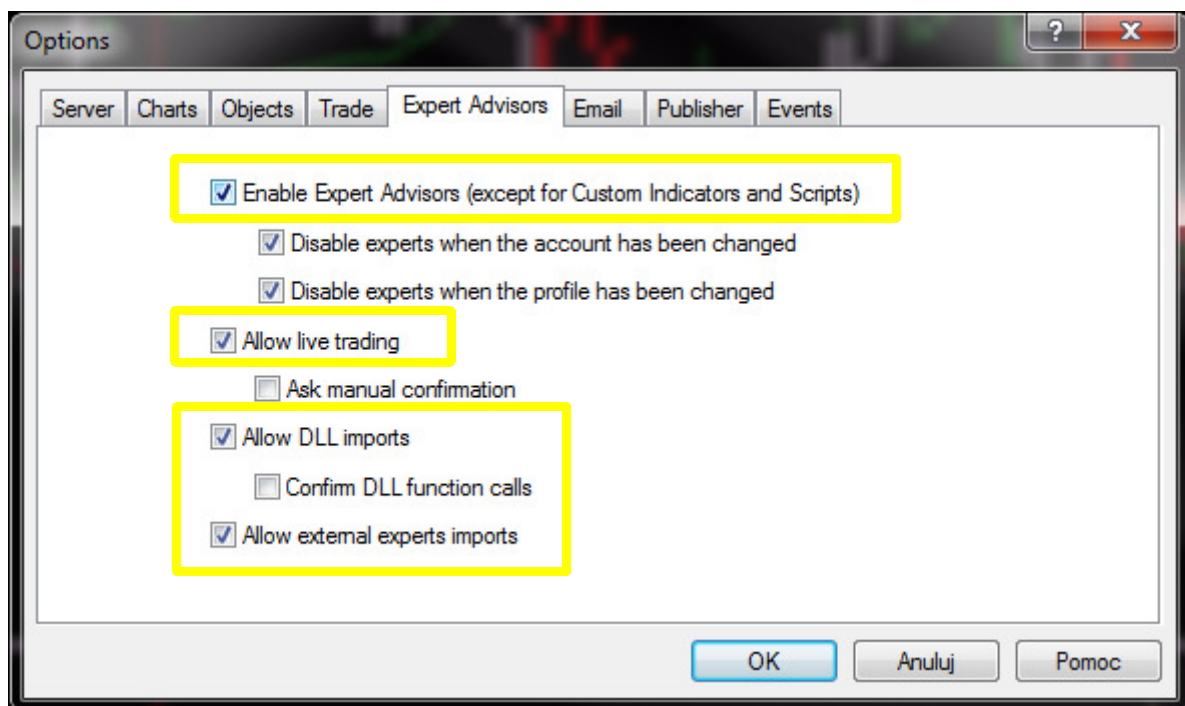 Options
Server Charts Objects Trade Expert Advisors Email Publisher Events
Enable Expert Advisors (except for Custom Indicators and Scripts)
Disable experts when the account has been changed
Disable experts when the profile has been changed
Allow live trading
Ask manual confirmation
Allow DLL imports
Confirm DLL function calls
Allow external experts imports
OK Anuluj Pomoc